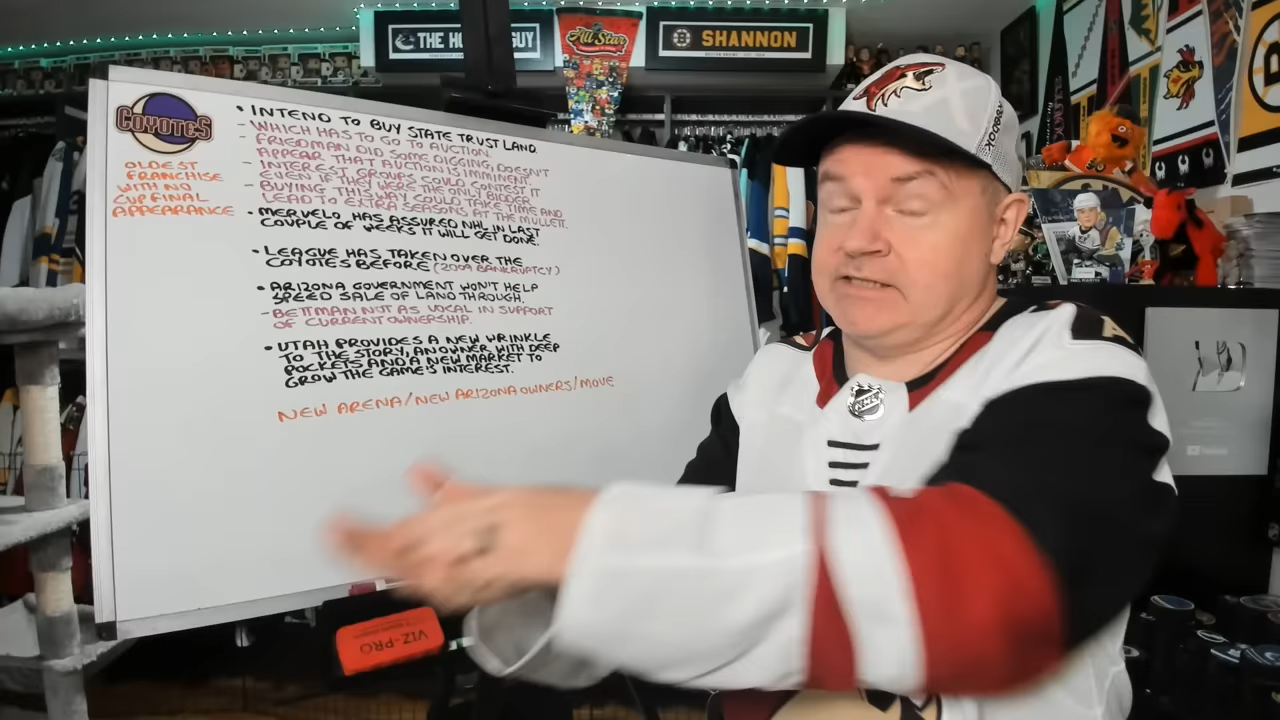 THE HO
GUY
All Star
SHANNON
COYOTES
OLDEST
FRANCHISE
WITH NO
CUP FINAL
APPEARANCE
• INTEND TO BUY STATE TRUST LAND.
- WHICH HAS TO GO TO AUCTION.
- FRIEDMAN DID SOME DIGGING, DOESN'T
APPEAR THAT AUCTION IS IMMINENT.
- INTEREST GROUPS COULD CONTEST IT
EVEN IF THEY WERE THE ONLY BIDDER.
- BUYING THIS WAY COULD TAKE TIME AND
LEAD TO EXTRA SEASONS AT THE MULLETT.
• MERVELO HAS ASSURED NHL IN LAST
COUPLE OF WEEKS IT WILL GET DONE.
• LEAGUE HAS TAKEN OVER THE
COYOTES BEFORE (2009 BANKRUPTCY)
• ARIZONA GOVERNMENT WON'T HELP
SPEED SALE OF LAND THROUGH.
- BETTMAN NOT AS VOCAL IN SUPPORT
OF CURRENT OWNERSHIP.
• UTAH PROVIDES A NEW WRINKLE
TO THE STORY, AN OWNER WITH DEEP
POCKETS AND A NEW MARKET TO
GROW THE GAME'S INTEREST.
NEW ARENA/NEW ARIZONA OWNERS/MOVE
REEBOK
NHL
A
VIZ-PRO